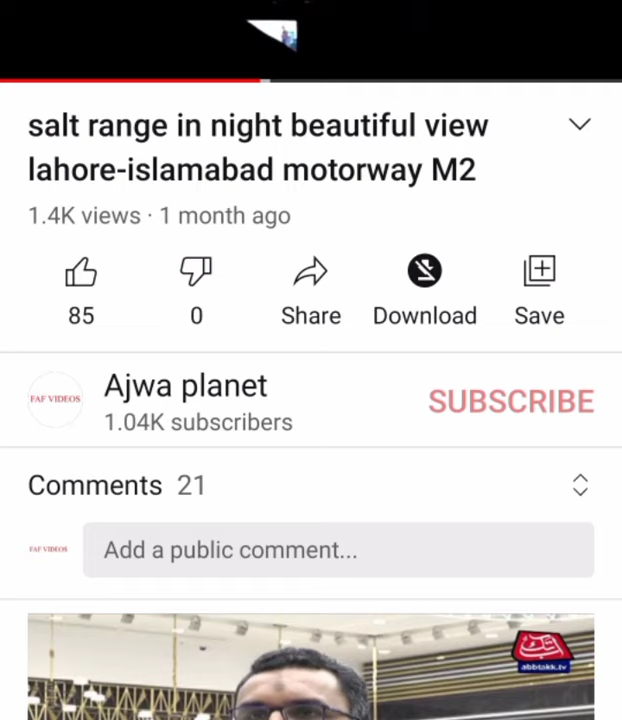 salt range in night beautiful view
lahore-islamabad motorway M2
1.4K views · 1 month ago
85
0
Share
Download
Save
FAF VIDEOS
Ajwa planet
1.04K subscribers
SUBSCRIBE
Comments 21
FAF VIDEOS
Add a public comment...
abbtakk.tv